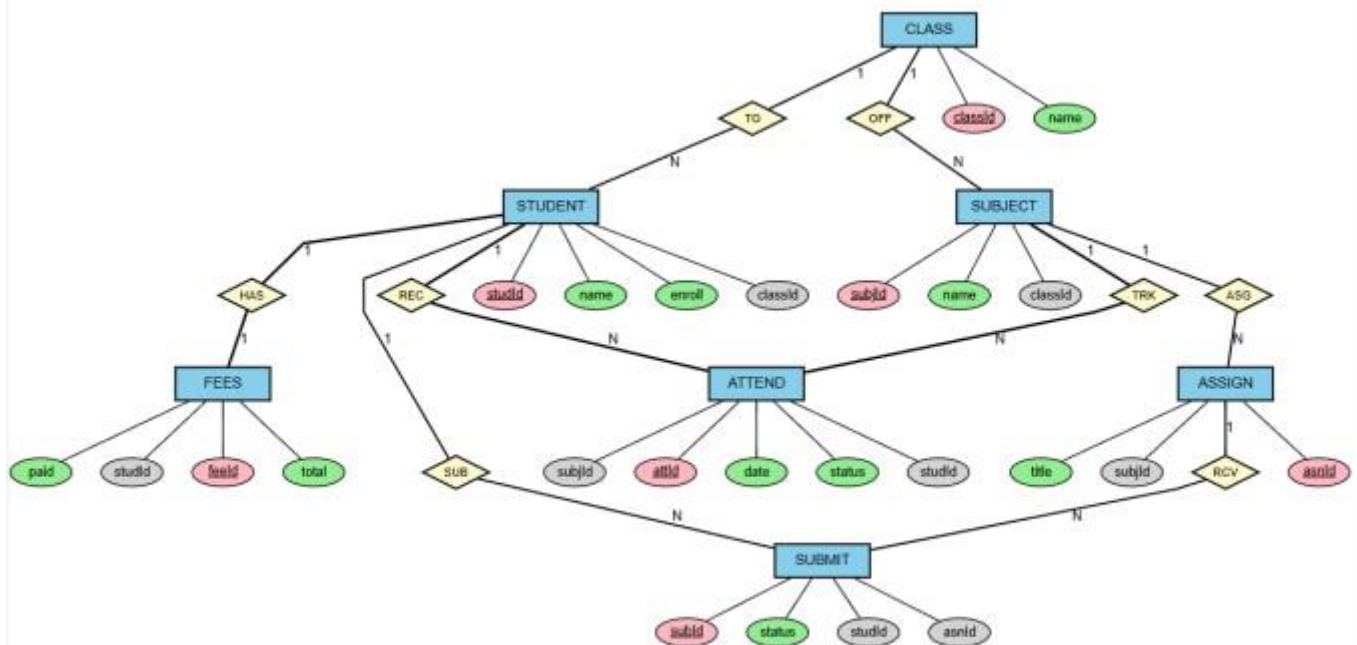 CLASS
1 1
TO OFF classId name
N N
STUDENT SUBJECT
1 1 1 1
HAS REC studId name enroll classId subjId name classId TRK ASG
1 1 N N N
FEES ATTEND ASSIGN
1
paid studId feeId total SUB subjId attId date status studId title subjId RCV asnId
N N
SUBMIT
subId status studId asnId